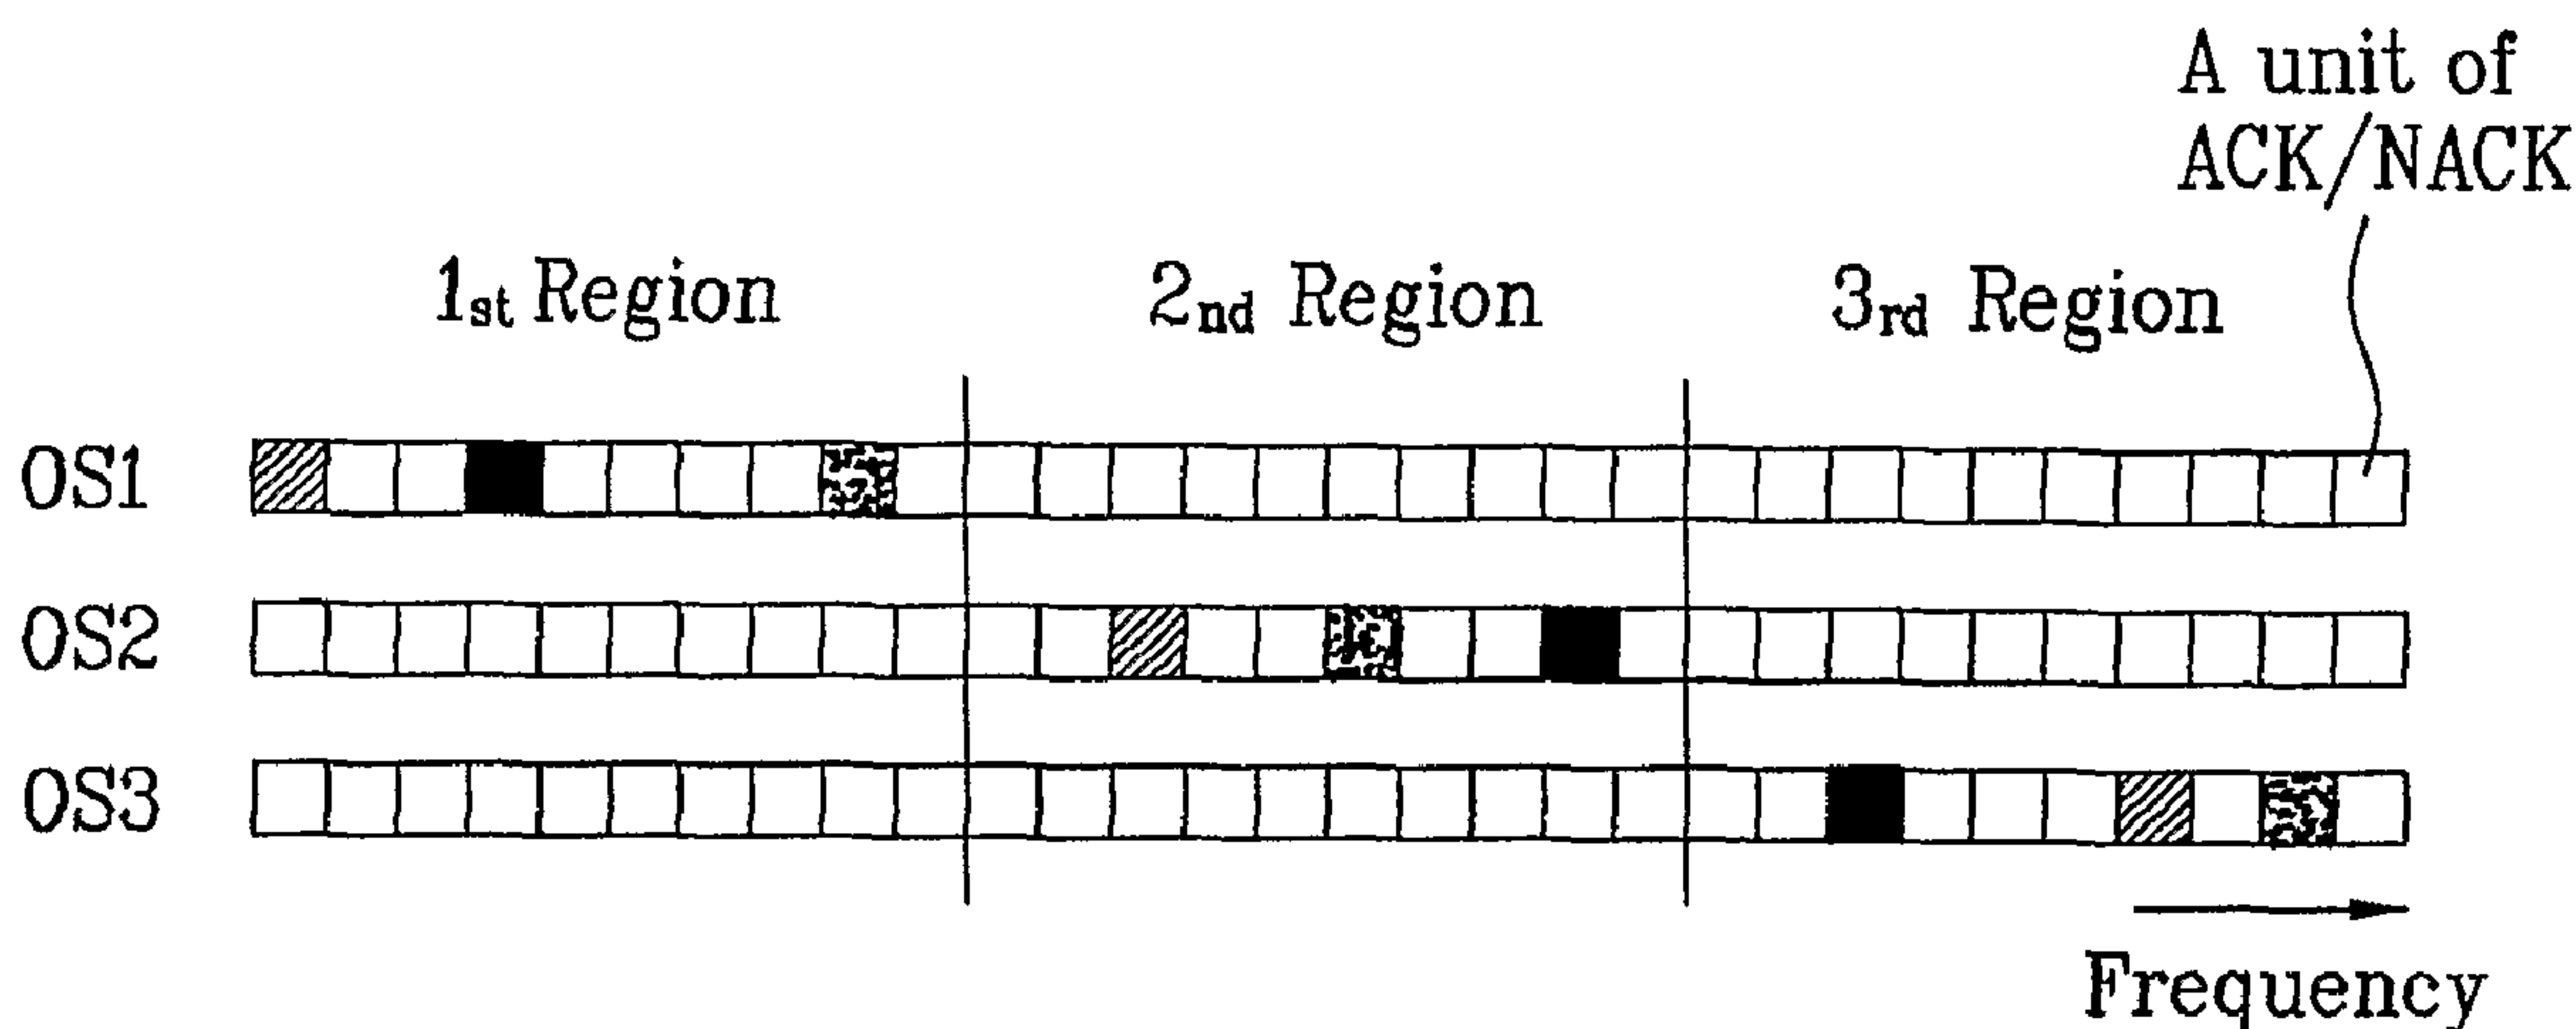 A unit of
ACK/NACK
1st Region 2nd Region 3rd Region
OS1
OS2
OS3
Frequency